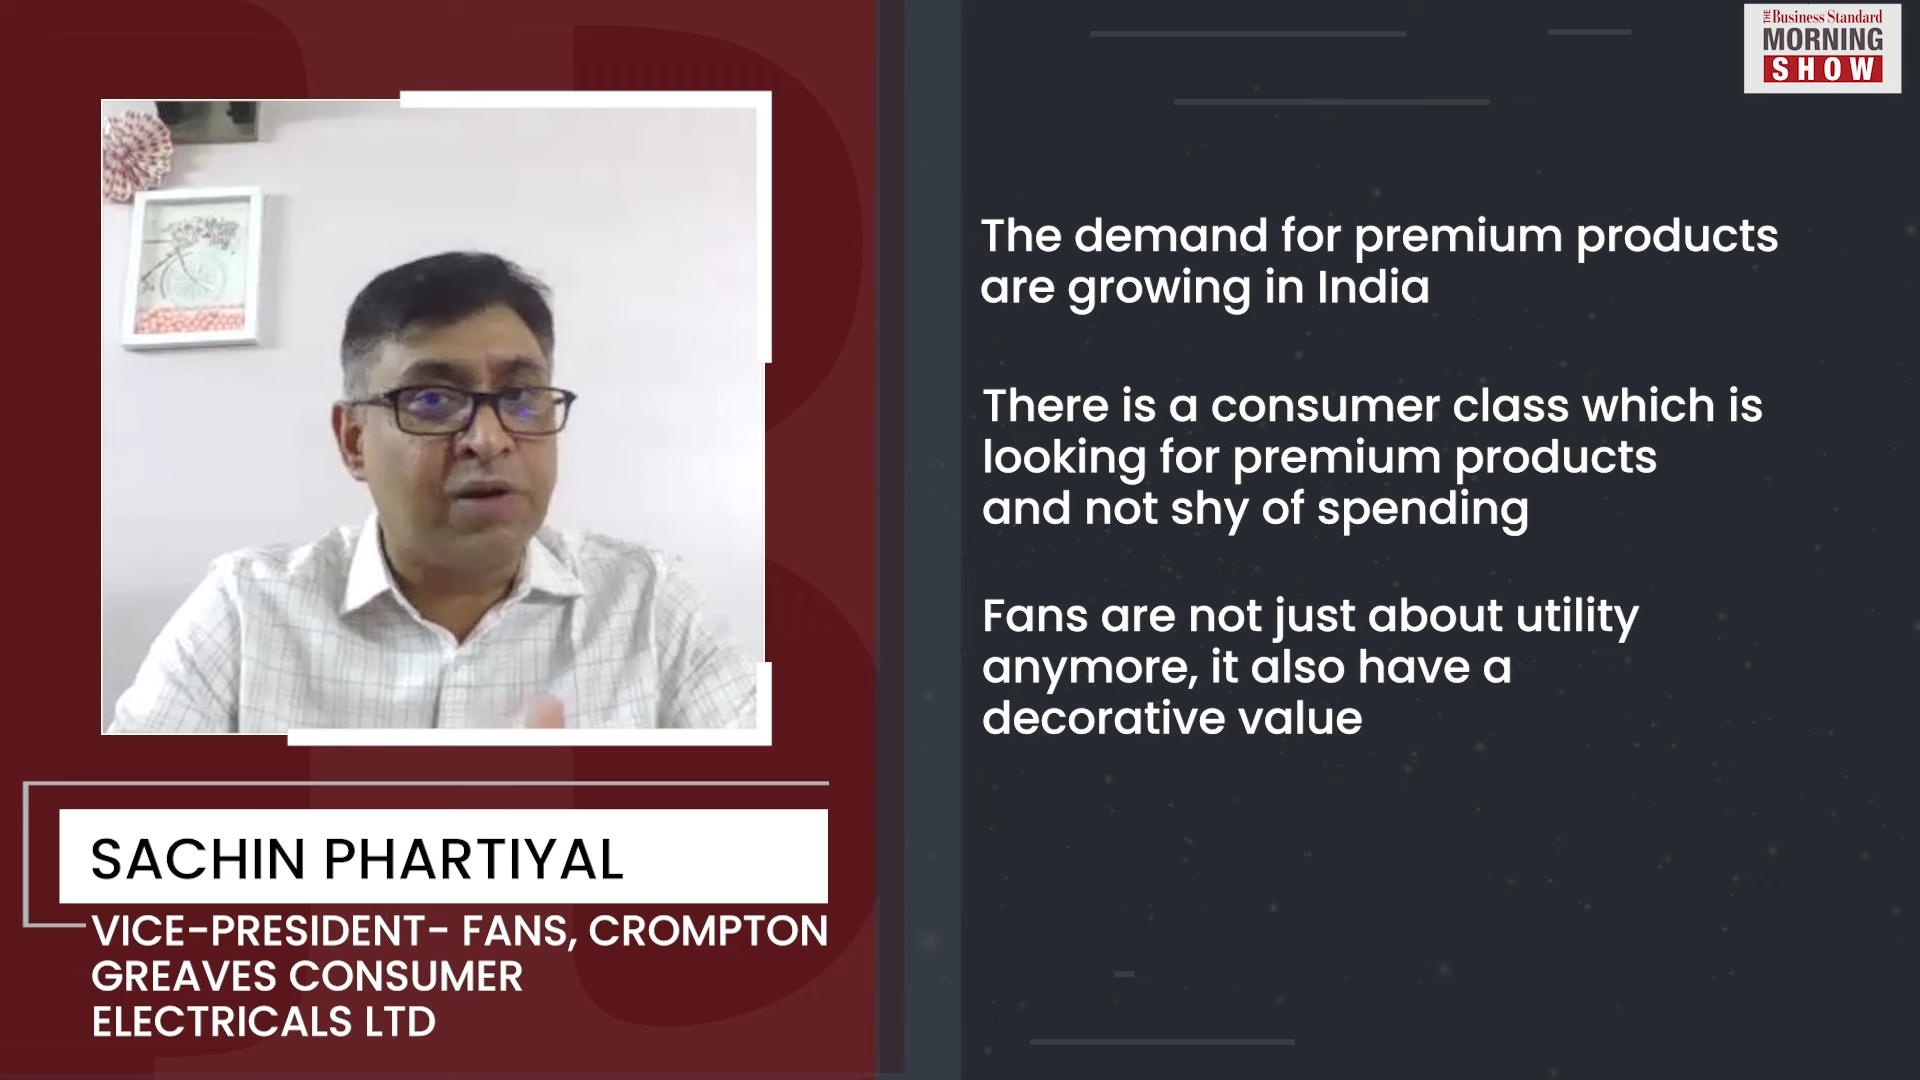 THE Business Standard
MORNING
SHOW
The demand for premium products
are growing in India
There is a consumer class which is
looking for premium products
and not shy of spending
Fans are not just about utility
anymore, it also have a
decorative value
SACHIN PHARTIYAL
VICE-PRESIDENT- FANS, CROMPTON
GREAVES CONSUMER
ELECTRICALS LTD